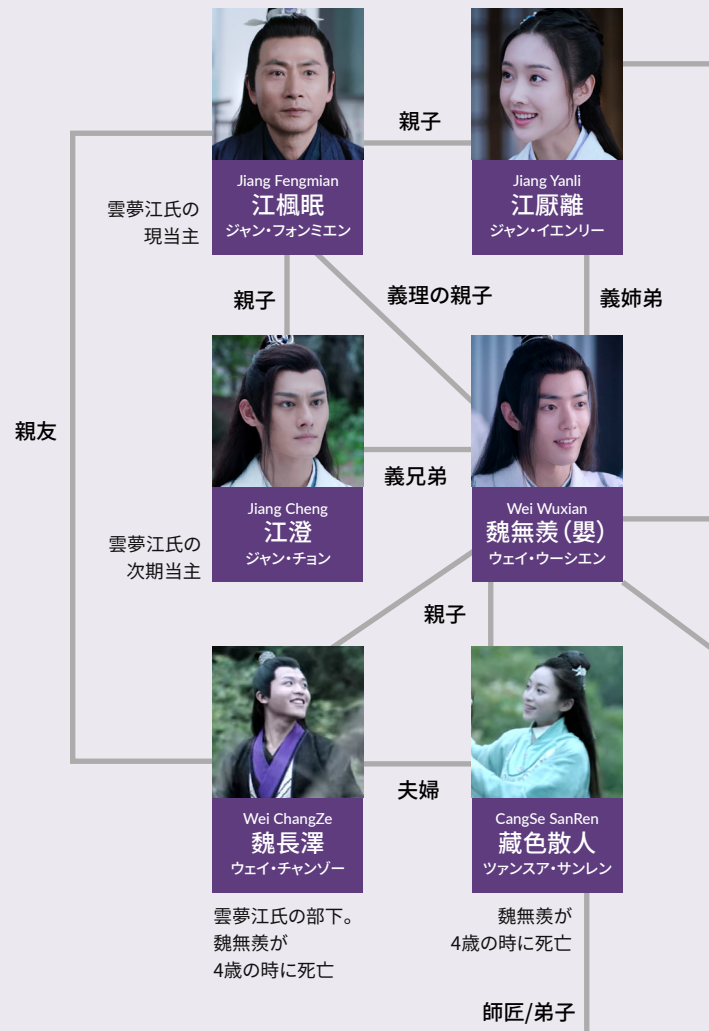 親子
Jiang Fengmian
江楓眠
ジャン・フォンミエン
Jiang Yanli
江厭離
ジャン・イエンリー
雲夢江氏の
現当主
親子
義理の親子
義姉弟
親友
義兄弟
Jiang Cheng
江澄
ジャン・チョン
Wei Wuxian
魏無羨（嬰）
ウェイ・ウーシエン
雲夢江氏の
次期当主
親子
夫婦
Wei ChangZe
魏長澤
ウェイ・チャンゾー
CangSe SanRen
藏色散人
ツァンスア・サンレン
雲夢江氏の部下。
魏無羨が
4歳の時に死亡
魏無羨が
4歳の時に死亡
師匠/弟子